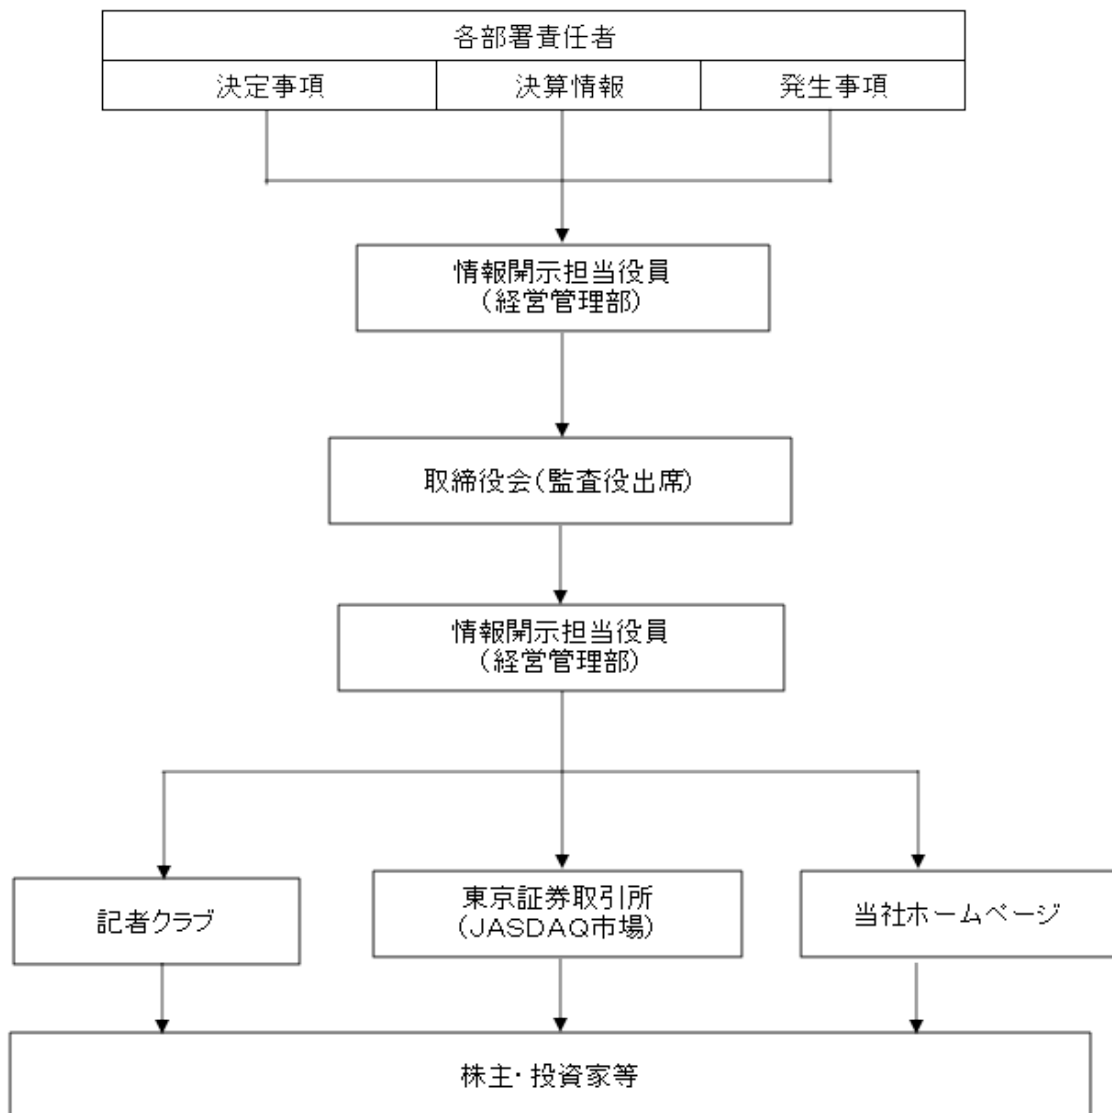 各部署責任者
決定事項
決算情報
発生事項
情報開示担当役員
(経営管理部)
取締役会(監査役出席)
情報開示担当役員
(経営管理部)
記者クラブ
東京証券取引所
(JASDAQ市場)
当社ホームページ
株主・投資家等